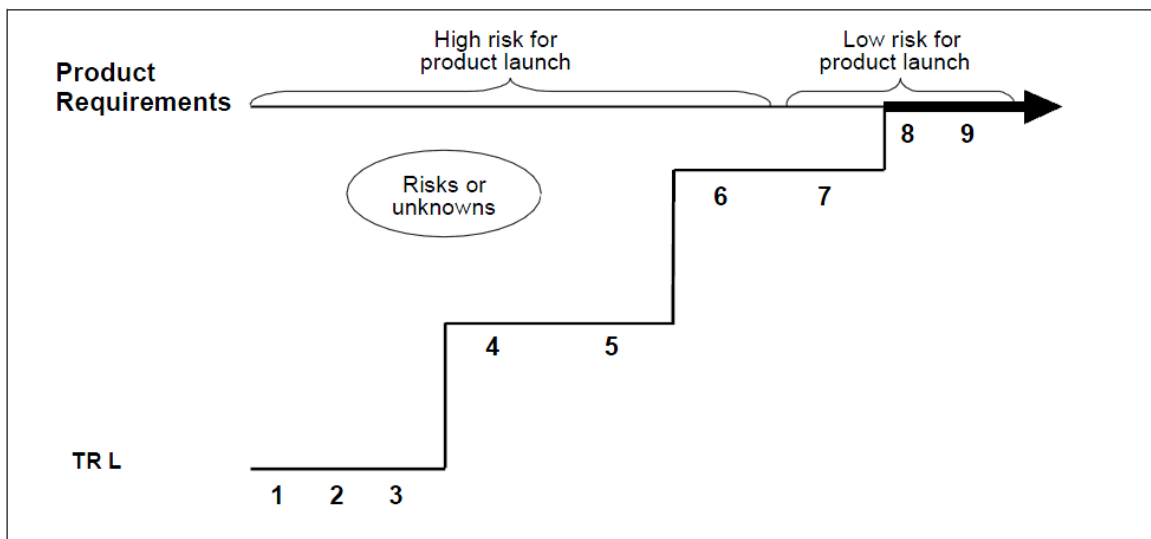 High risk for
product launch
Low risk for
product launch
Product
Requirements
8 9
Risks or
unknowns
6 7
4 5
TR L
1 2 3